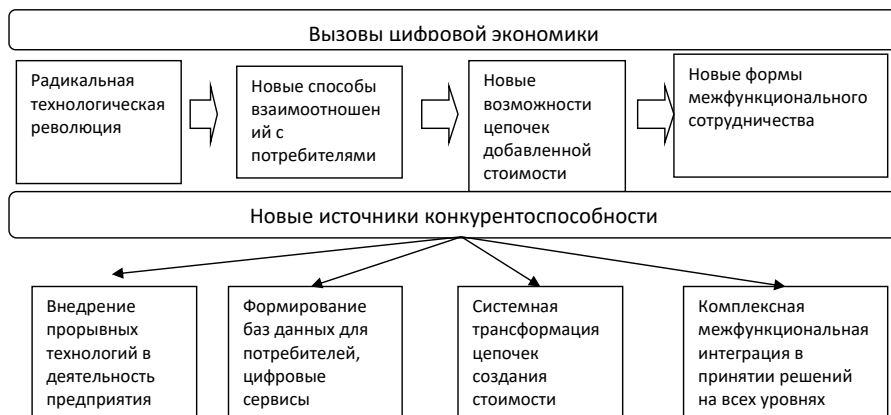 Вызовы цифровой экономики
Радикальная
технологическая
революция
Новые способы
взаимоотношен
ий с
потребителями
Новые
возможности
цепочек
добавленной
стоимости
Новые формы
межфункционального
сотрудничества
Новые источники конкурентоспособности
Внедрение
прорывных
технологий в
деятельность
предприятия
Формирование
баз данных для
потребителей,
цифровые
сервисы
Системная
трансформация
цепочек
создания
стоимости
Комплексная
межфункциональная
интеграция в
принятии решений
на всех уровнях